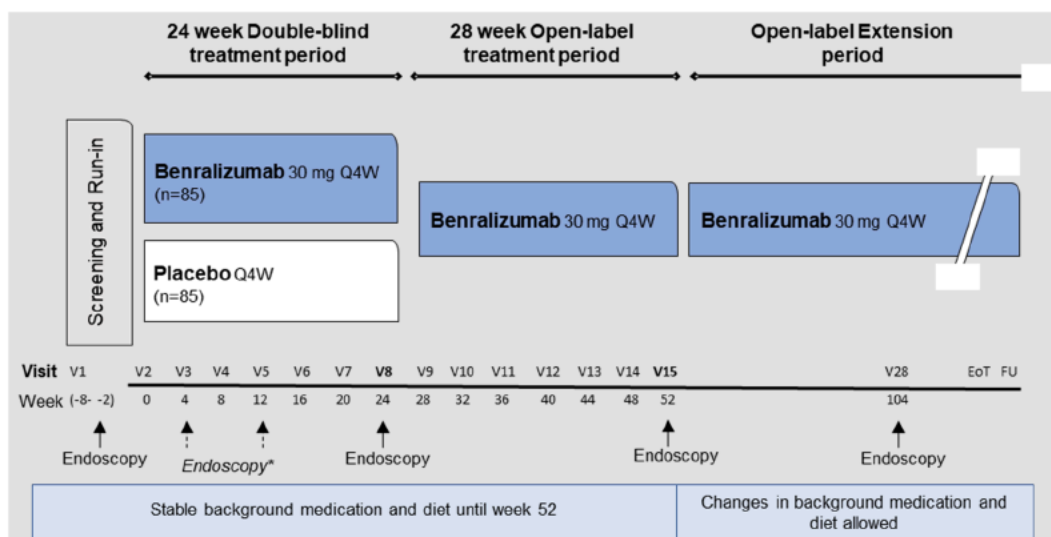 24 week Double-blind
treatment period
28 week Open-label
treatment period
Open-label Extension
period
Screening and Run-in
Benralizumab 30 mg Q4W
(n=85)
Placebo Q4W
(n=85)
Benralizumab 30 mg Q4W
Benralizumab 30 mg Q4W
Visit V1 V2 V3 V4 V5 V6 V7 V8 V9 V10 V11 V12 V13 V14 V15 V28 EoT FU
Week (-8- -2) 0 4 8 12 16 20 24 28 32 36 40 44 48 52 104
Endoscopy Endoscopy* Endoscopy Endoscopy Endoscopy
Stable background medication and diet until week 52
Changes in background medication and
diet allowed